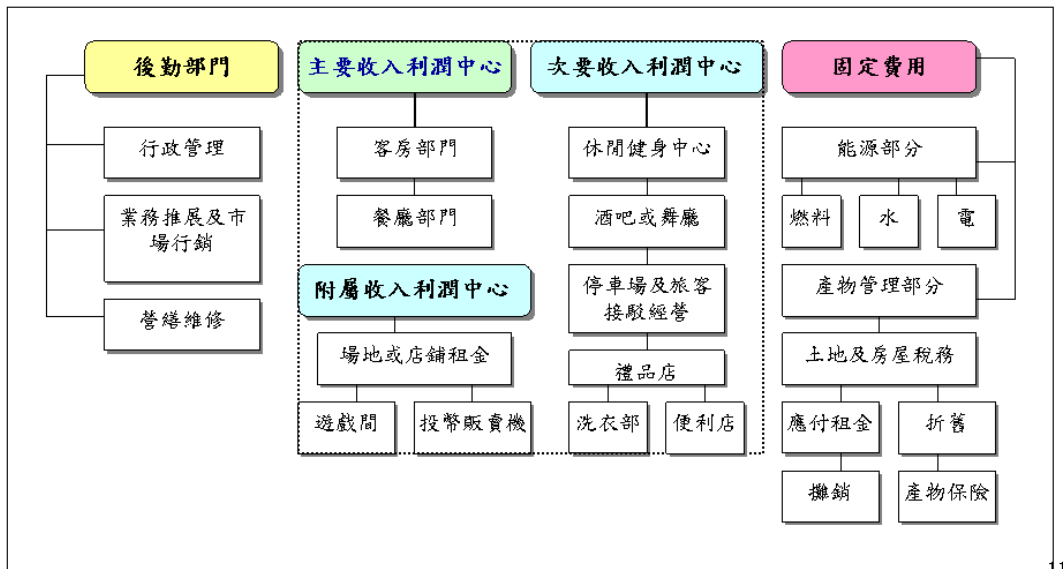 後勤部門
行政管理
業務推展及市
場行銷
營繕維修
主要收入利潤中心
客房部門
餐廳部門
附屬收入利潤中心
場地或店鋪租金
遊戲間
投幣販賣機
次要收入利潤中心
休閒健身中心
酒吧或舞廳
停車場及旅客
接駁經營
禮品店
洗衣部
便利店
固定費用
能源部分
燃料
水
電
產物管理部分
土地及房屋稅務
應付租金
折舊
攤銷
產物保險